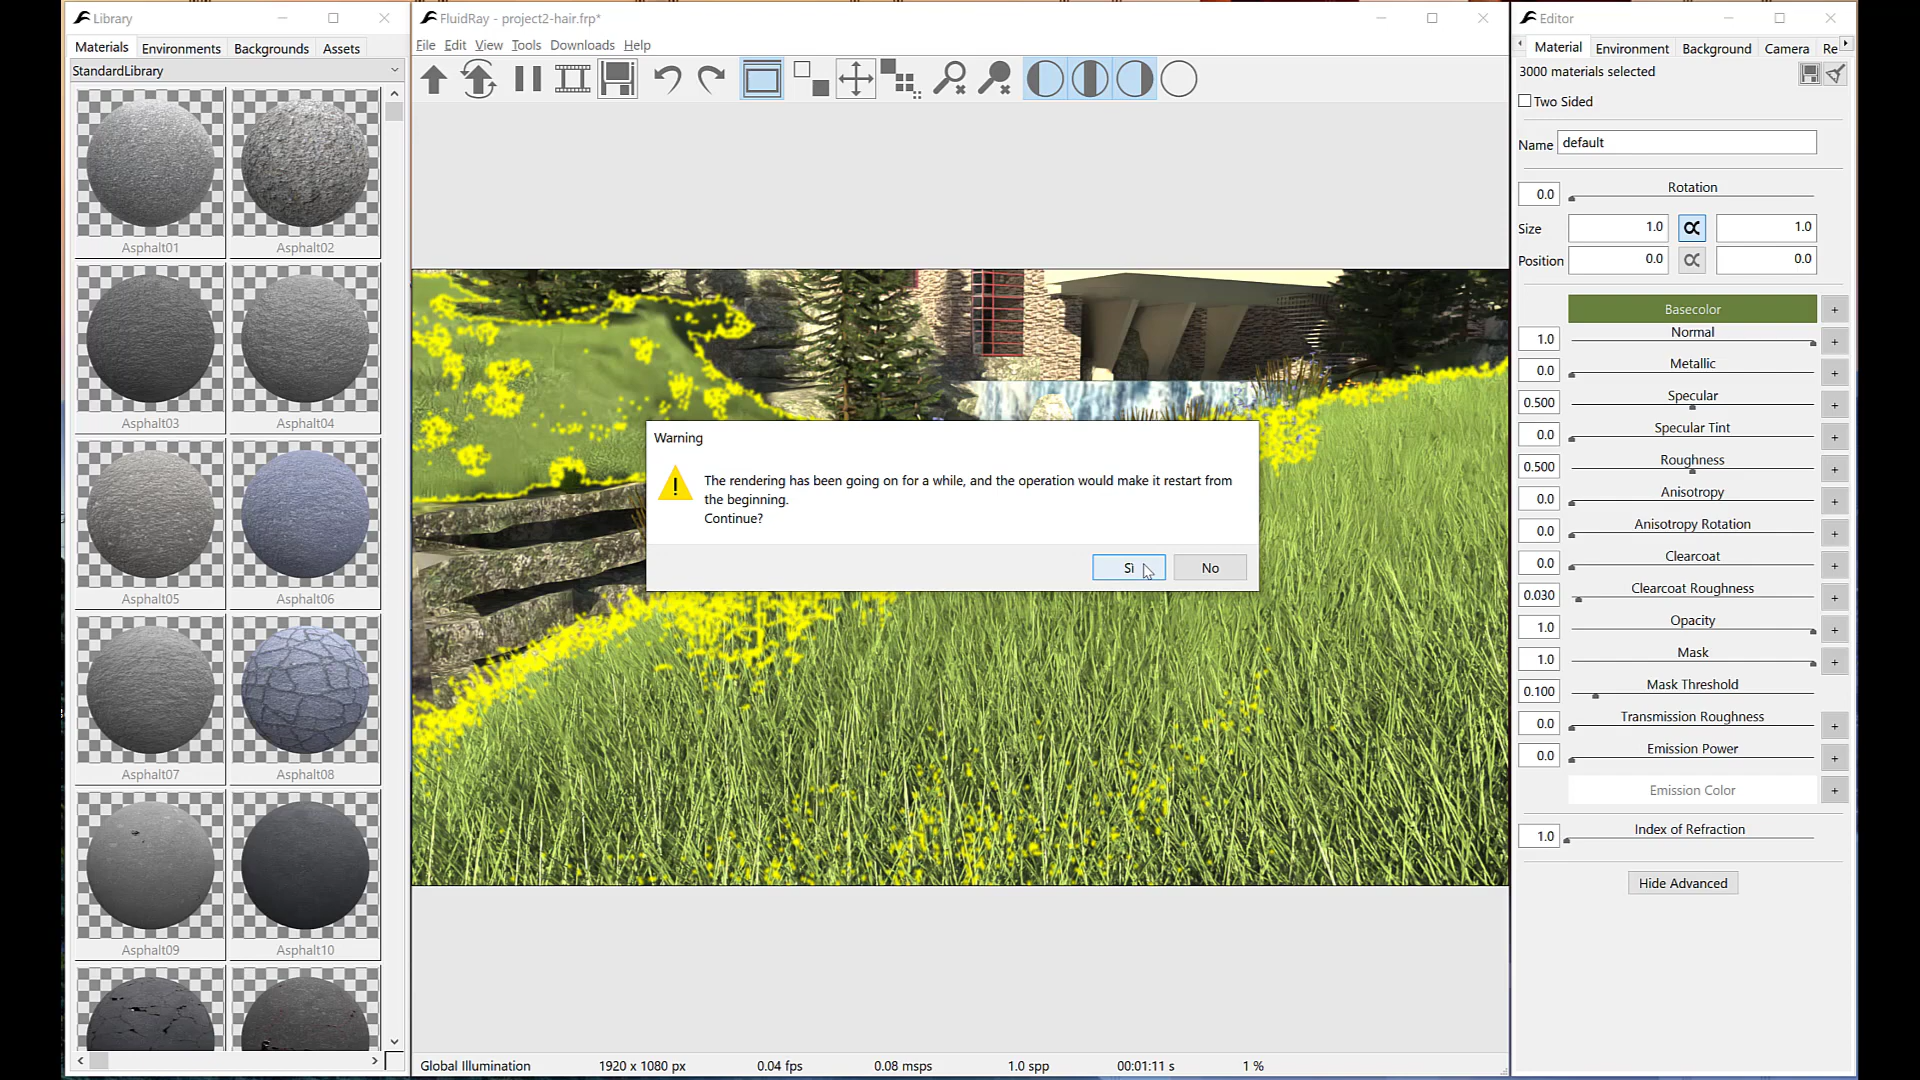 Library
Materials Environments Backgrounds Assets
StandardLibrary
Asphalt01 Asphalt02
Asphalt03 Asphalt04
Asphalt05 Asphalt06
Asphalt07 Asphalt08
Asphalt09 Asphalt10
FluidRay - project2-hair.frp*
File Edit View Tools Downloads Help
Warning
The rendering has been going on for a while, and the operation would make it restart from
the beginning.
Continue?
Sì No
Global Illumination 1920 x 1080 px 0.04 fps 0.08 msps 1.0 spp 00:01:11 s 1 %
Editor
Material Environment Background Camera Re
3000 materials selected
Two Sided
Name default
0.0 Rotation
Size 1.0 1.0
Position 0.0 0.0
Basecolor +
1.0 Normal +
0.0 Metallic +
0.500 Specular +
0.0 Specular Tint +
0.500 Roughness +
0.0 Anisotropy +
0.0 Anisotropy Rotation +
0.0 Clearcoat +
0.030 Clearcoat Roughness +
1.0 Opacity +
1.0 Mask +
0.100 Mask Threshold
0.0 Transmission Roughness +
0.0 Emission Power +
Emission Color +
1.0 Index of Refraction
Hide Advanced